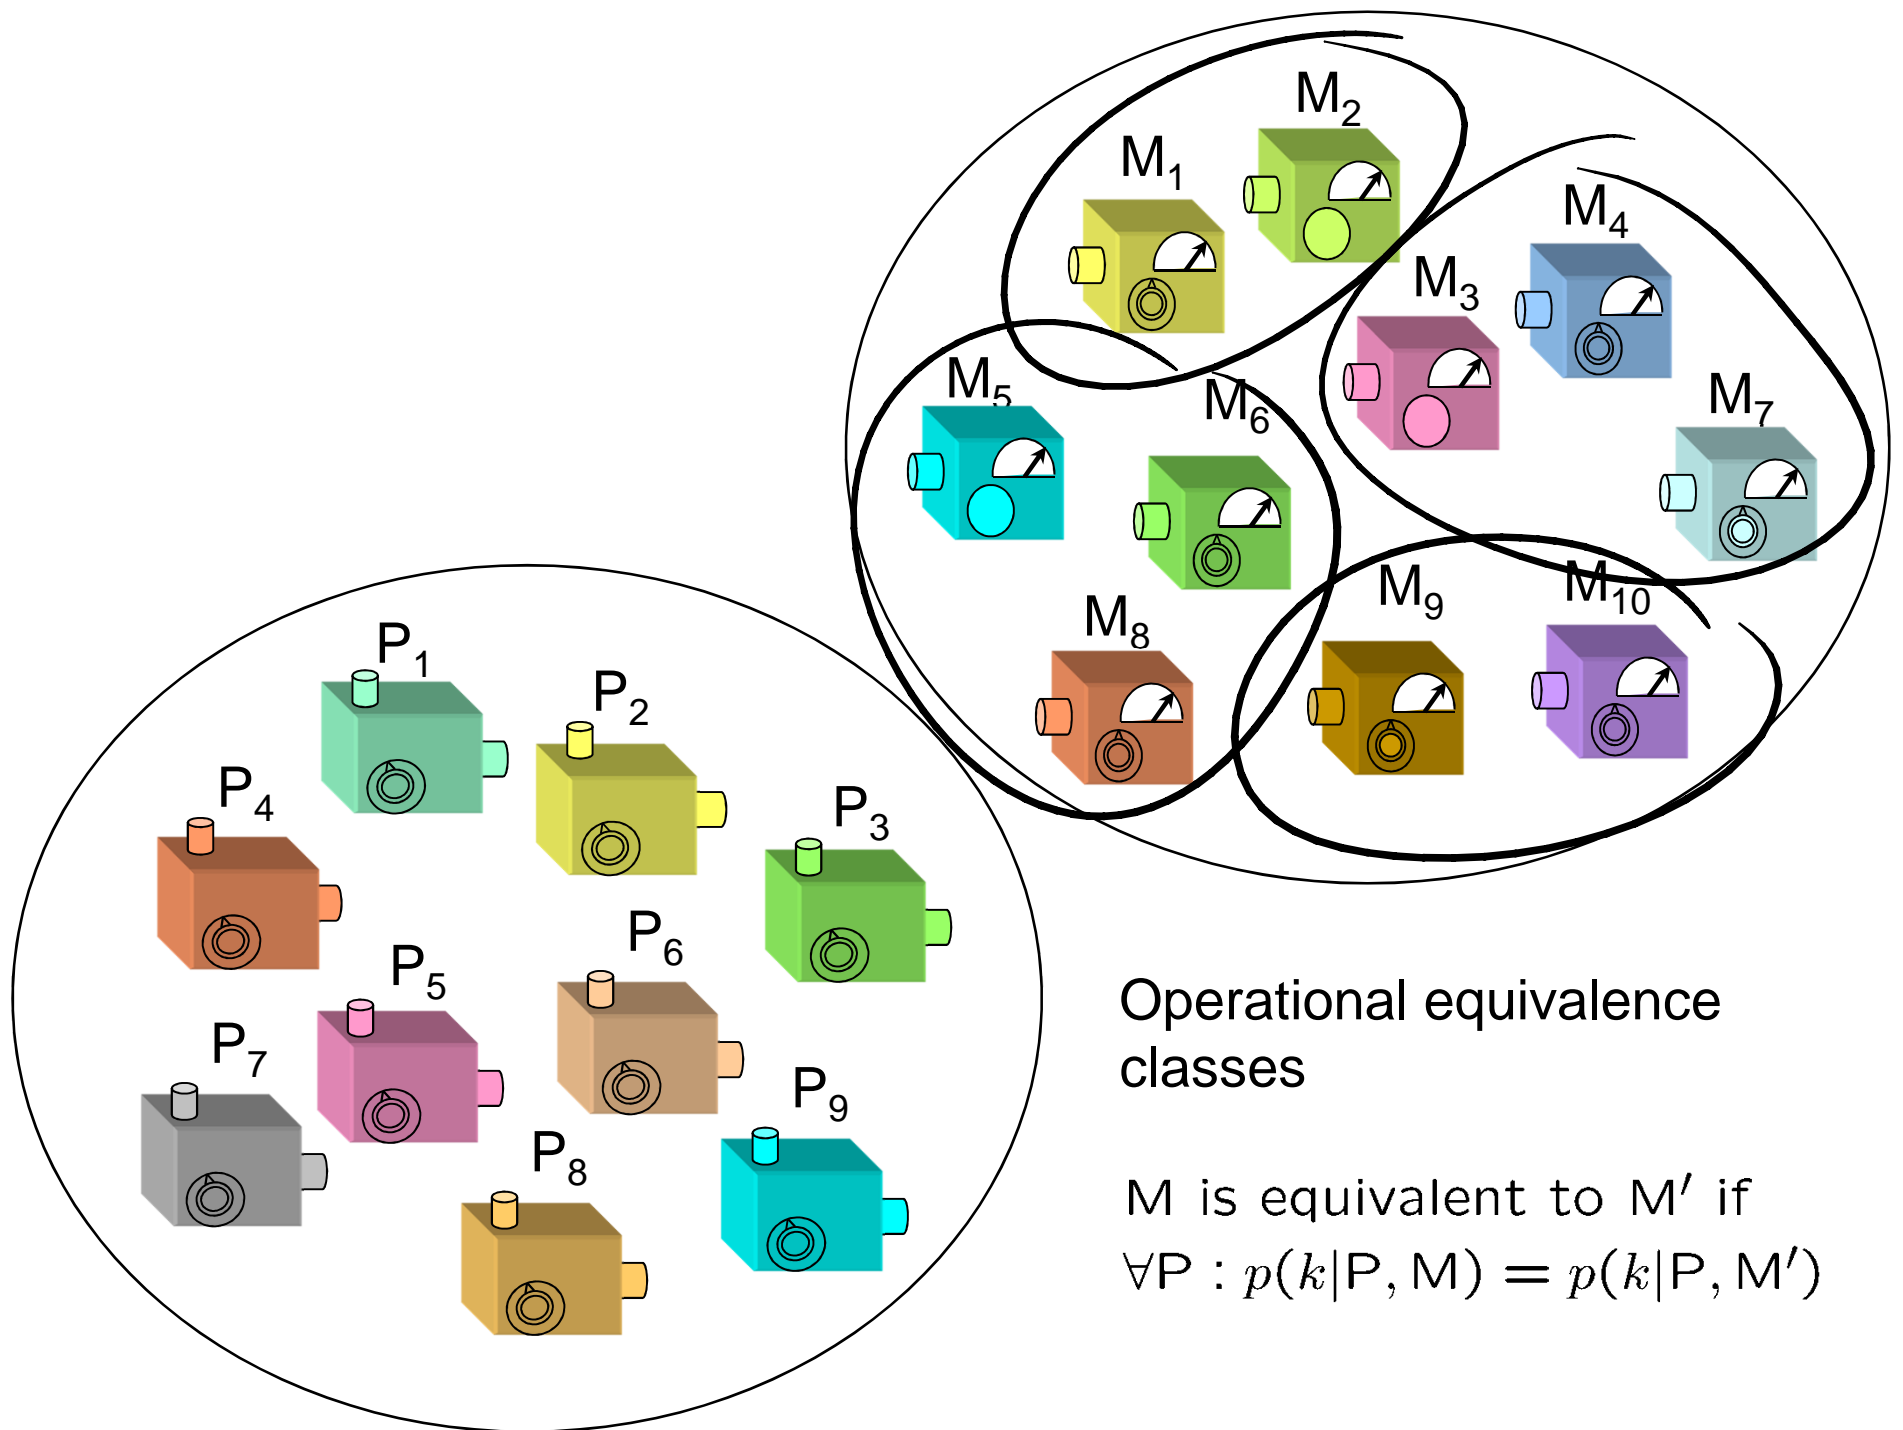 M₂
M₁
M₄
M₃
M₅
M₆
M₇
M₉
M₁₀
M₈
P₁
P₂
P₄
P₃
P₆
P₅
P₇
P₉
P₈
Operational equivalence
classes
M is equivalent to M′ if
∀P : p(k|P, M) = p(k|P, M′)